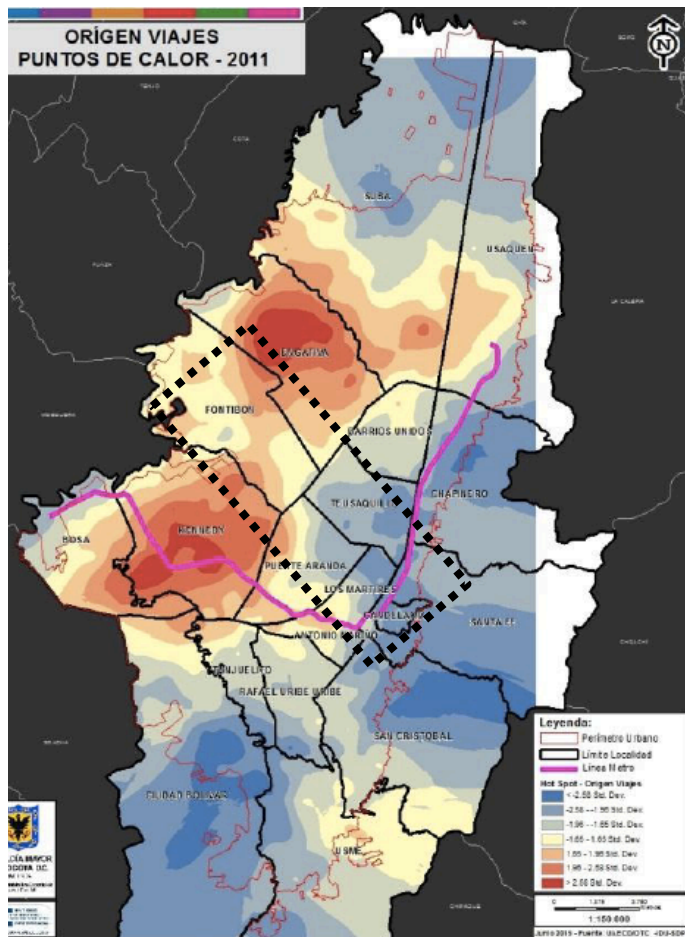 ORÍGEN VIAJES
PUNTOS DE CALOR - 2011
N
SUBA
USAQUEN
LA CALERA
ENGATIVA
FONTIBON
BARRIOS UNIDOS
TEUSAQUILLO
CHAPINERO
BOSA
KENNEDY
PUENTE ARANDA
LOS MARTIRES
CANDELARIA
SANTA FE
ANTONIO NARIÑO
TUNJUELITO
RAFAEL URIBE URIBE
SAN CRISTOBAL
CIUDAD BOLIVAR
USME
Leyenda:
Perímetro Urbano
Límite Localidad
Línea Metro
Hot Spot - Origen Viajes
< -2.58 Std. Dev.
-2.58 - -1.96 Std. Dev.
-1.96 - -1.65 Std. Dev.
-1.65 - 1.65 Std. Dev.
1.65 - 1.96 Std. Dev.
1.96 - 2.58 Std. Dev.
> 2.58 Std. Dev.
1:150.000